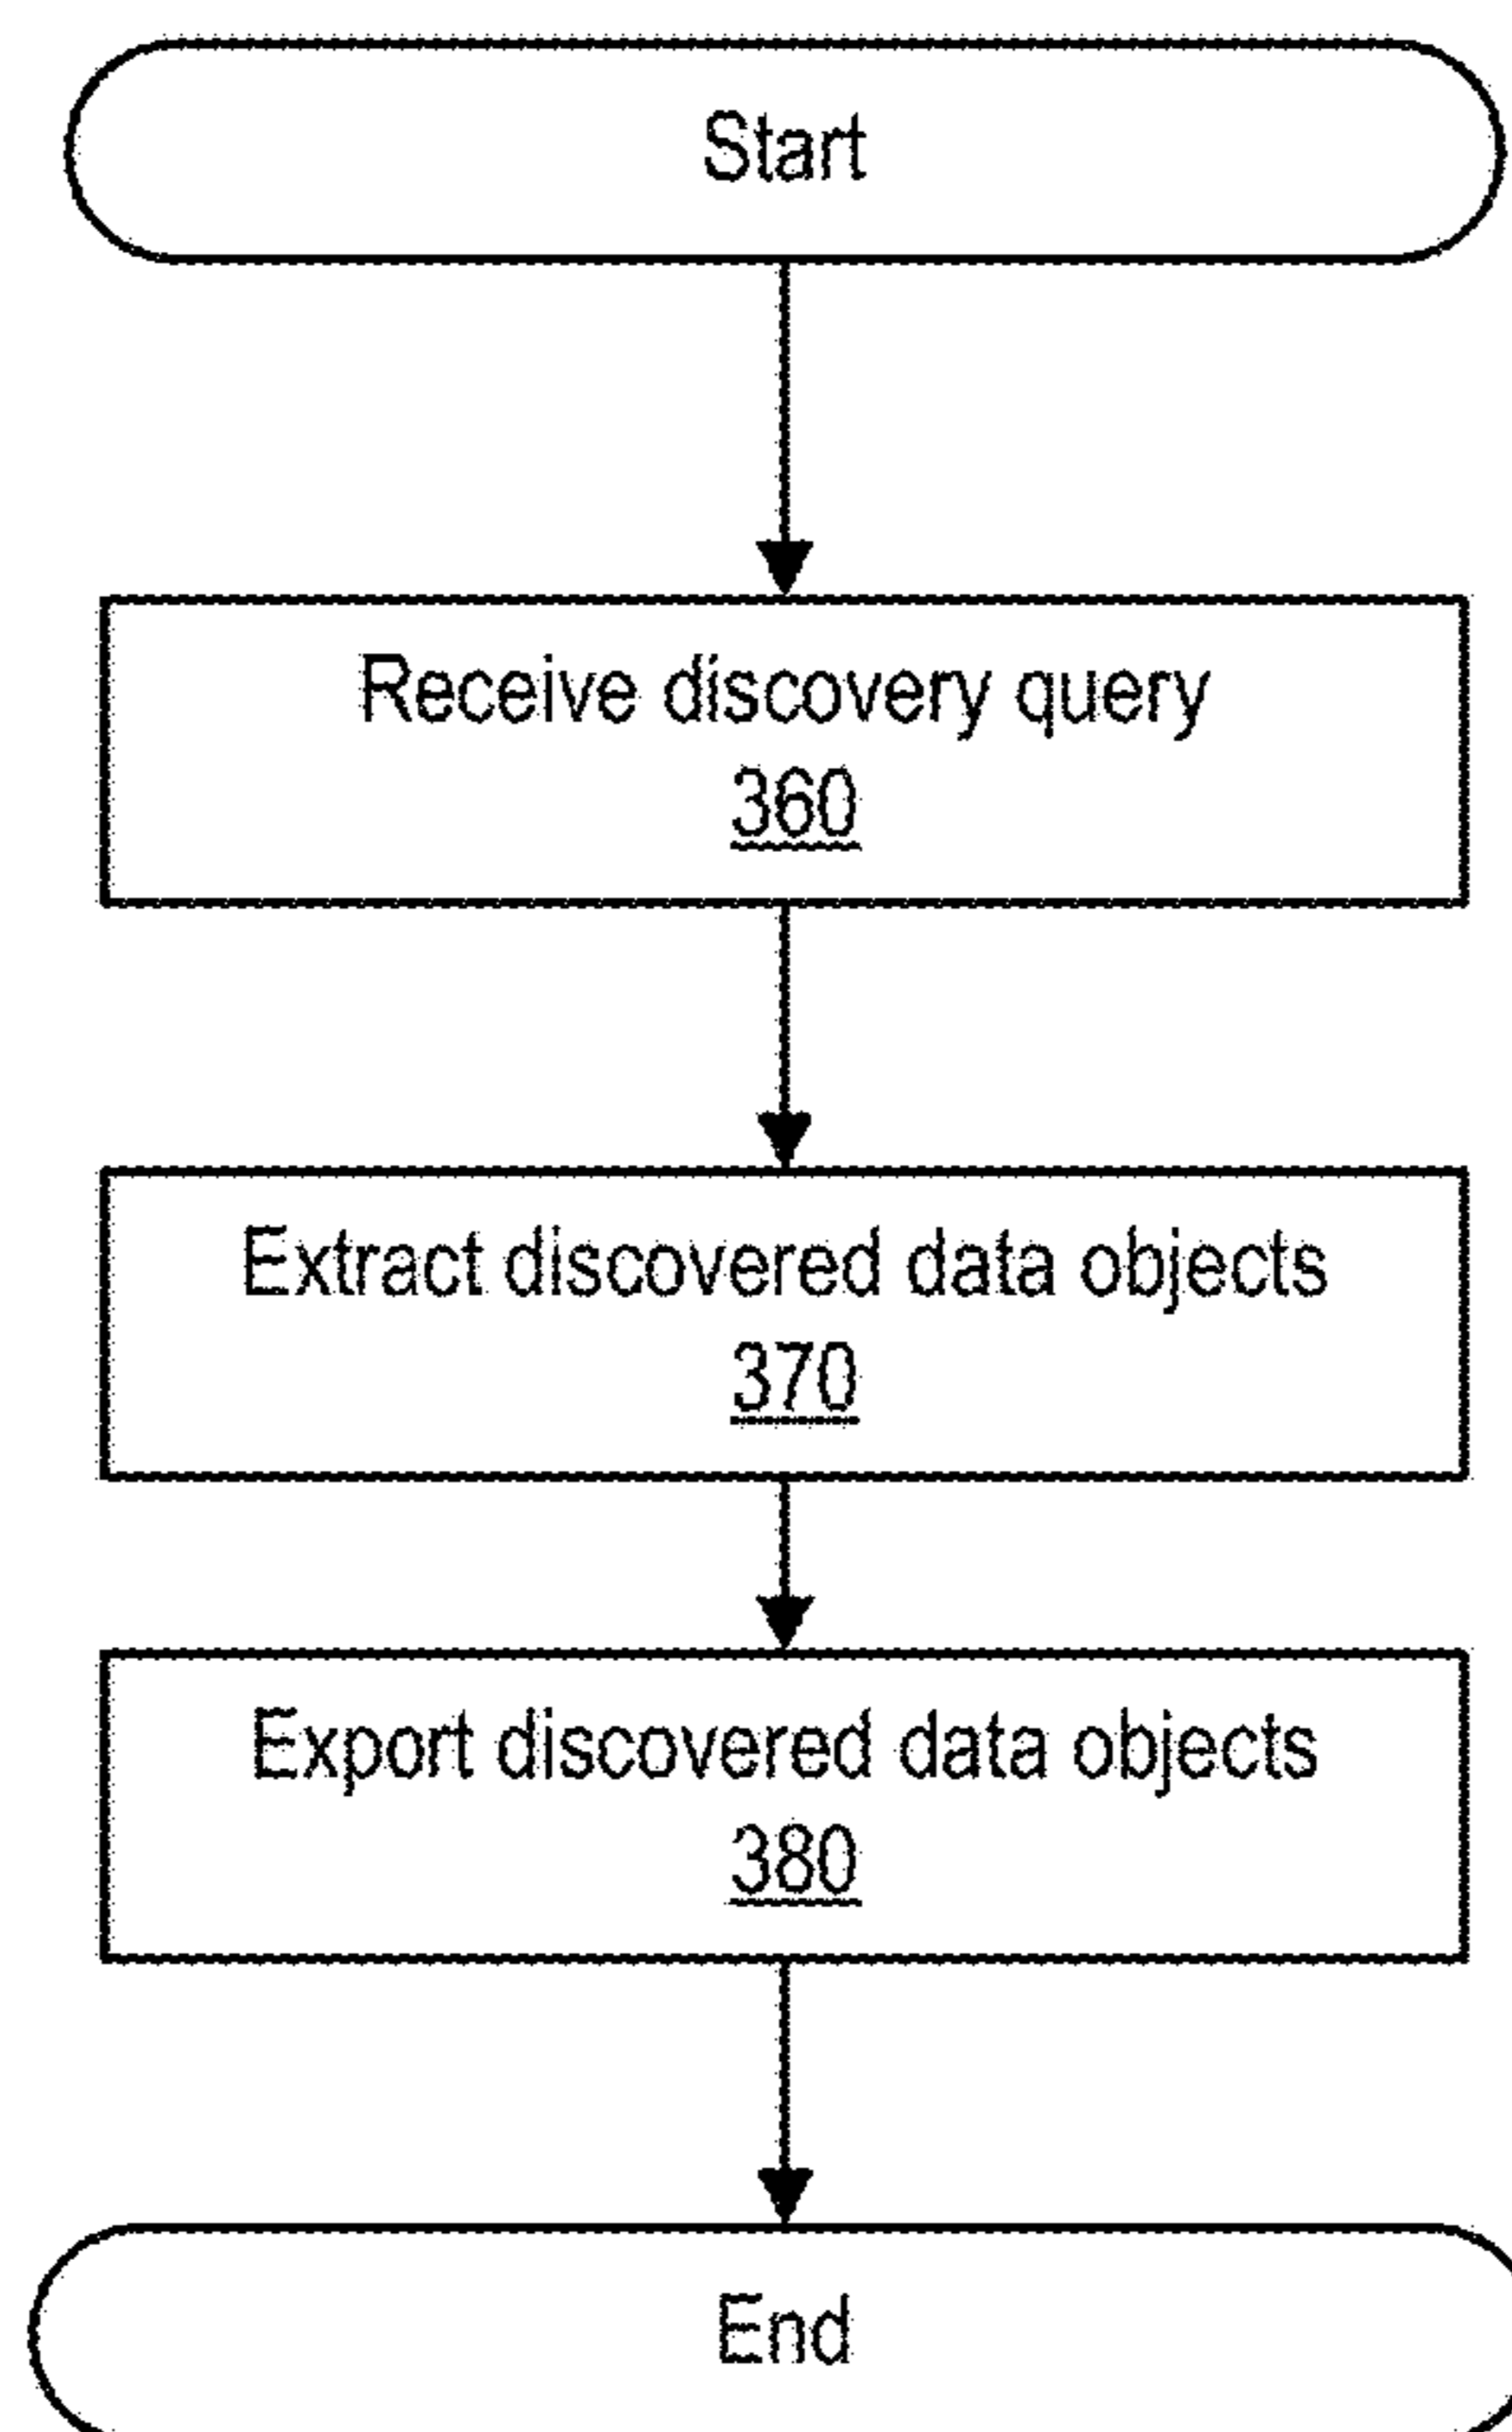 Start
Receive discovery query
360
Extract discovered data objects
370
Export discovered data objects
380
End